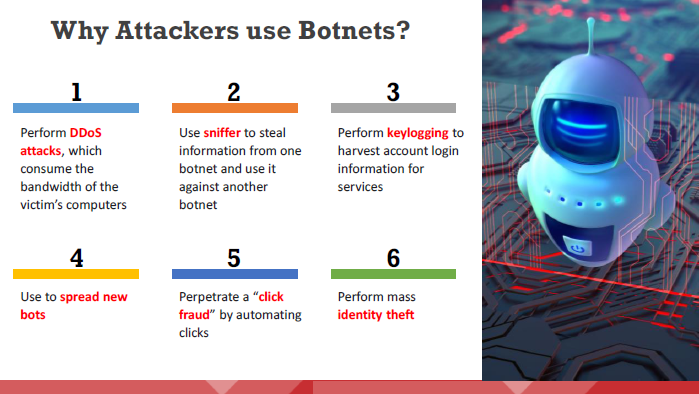 Why Attackers use Botnets?
1
Perform DDoS
attacks, which
consume the
bandwidth of the
victim's computers
2
Use sniffer to steal
information from one
botnet and use it
against another
botnet
3
Perform keylogging to
harvest account login
information for
services
4
Use to spread new
bots
5
Perpetrate a “click
fraud” by automating
clicks
6
Perform mass
identity theft